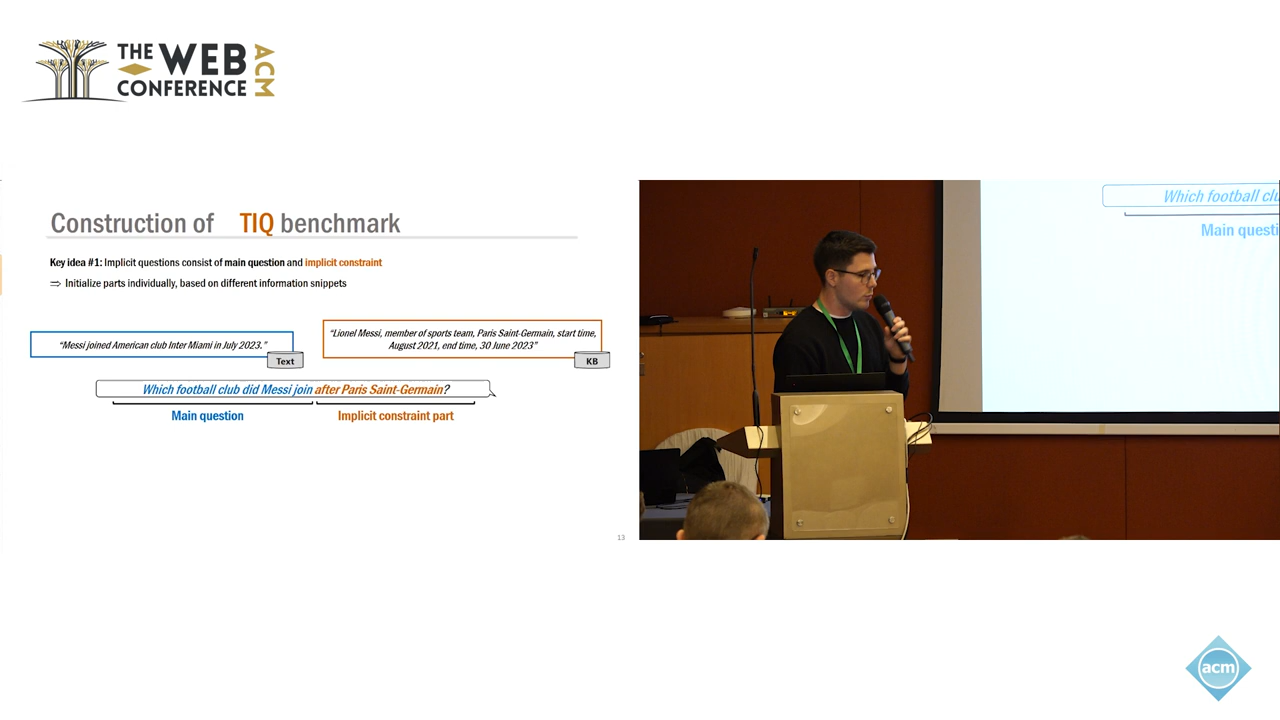 THE WEB CONFERENCE ACM
Construction of TIQ benchmark
Key idea #1: Implicit questions consist of main question and implicit constraint
⇒ Initialize parts individually, based on different information snippets
"Messi joined American club Inter Miami in July 2023."
Text
"Lionel Messi, member of sports team, Paris Saint-Germain, start time,
August 2021, end time, 30 June 2023"
KB
Which football club did Messi join after Paris Saint-Germain?
Main question
Implicit constraint part
13
Which football clu
Main questi
acm